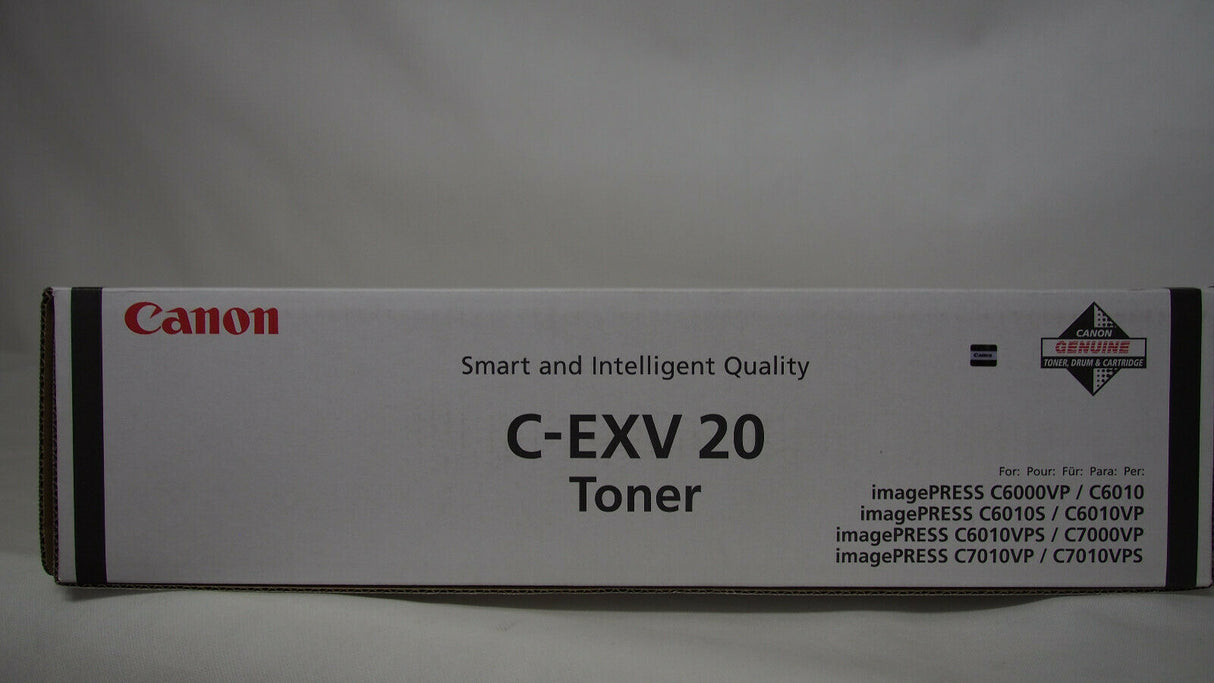 Canon
Smart and Intelligent Quality
C-EXV 20
Toner
Canon
CANON
GENUINE
TONER, DRUM & CARTRIDGE
For: Pour: Für: Para: Per:
imagePRESS C6000VP / C6010
imagePRESS C6010S / C6010VP
imagePRESS C6010VPS / C7000VP
imagePRESS C7010VP / C7010VPS